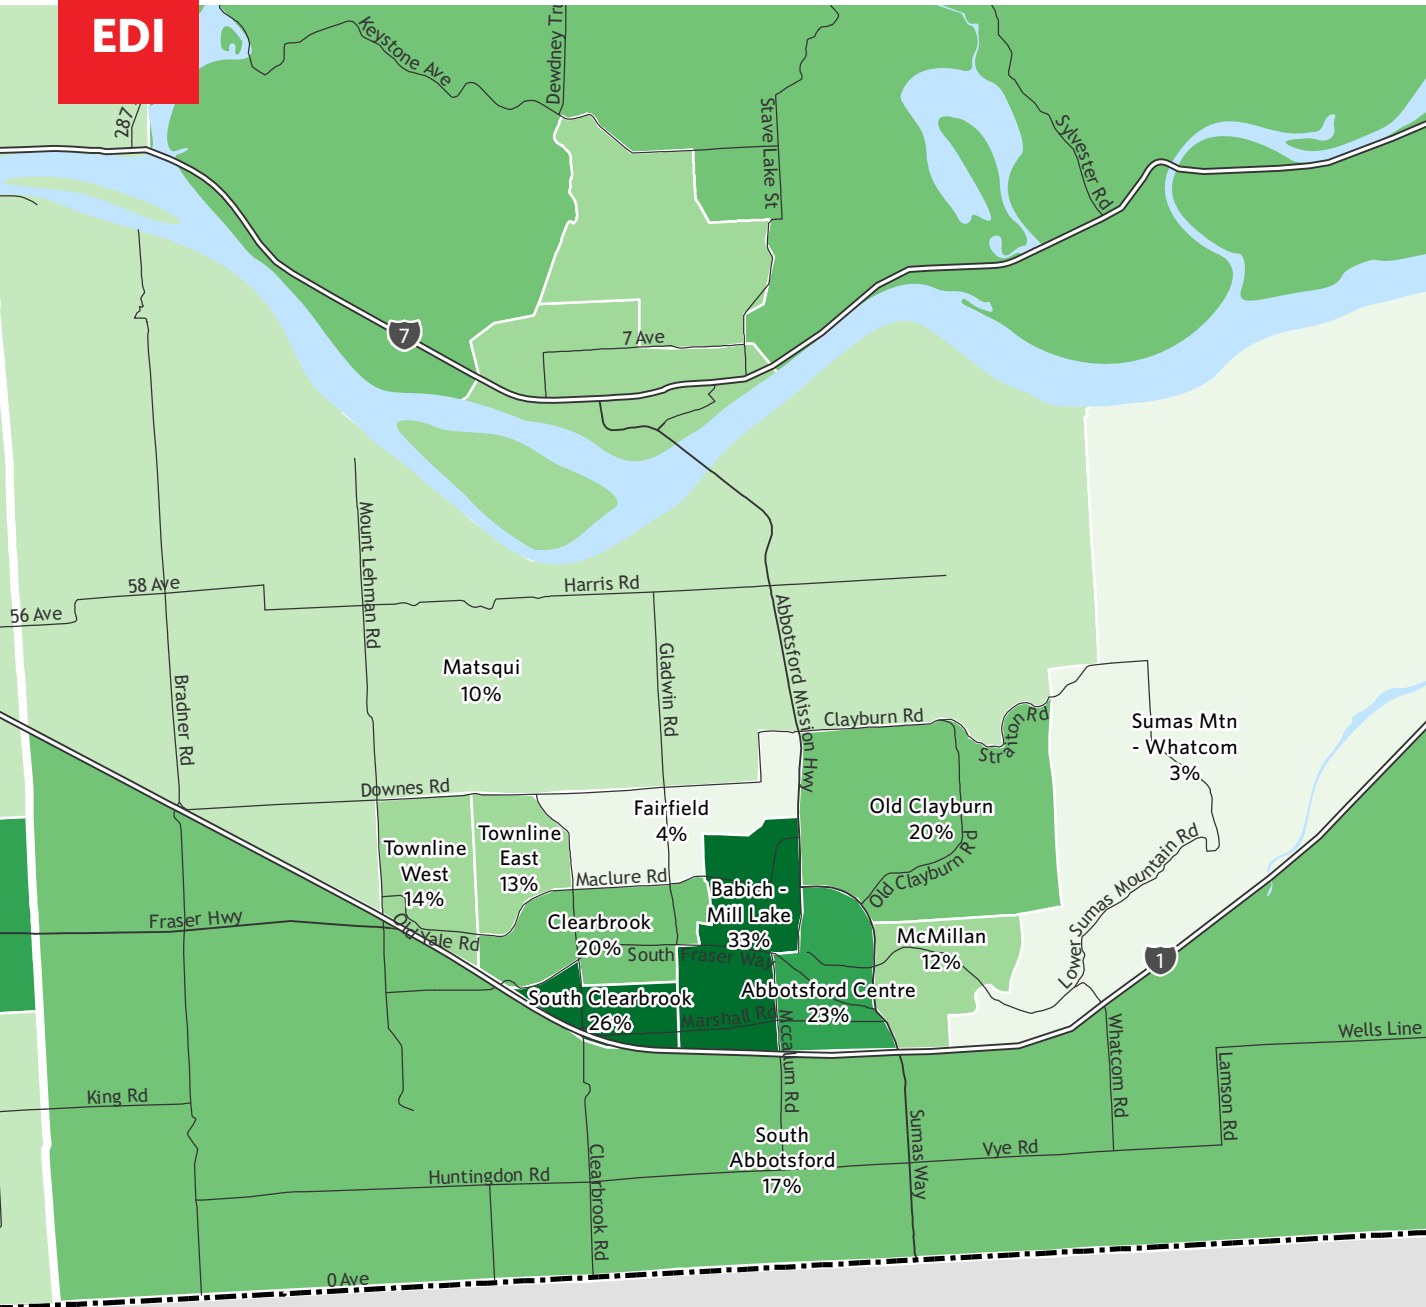 EDI
Keystone Ave
Dewdney Tru
287
Stave Lake St
Sylvester Rd
7
7 Ave
Mount Lehman Rd
58 Ave
56 Ave
Harris Rd
Abbotsford Mission Hwy
Gladwin Rd
Bradner Rd
Matsqui
10%
Clayburn Rd
Straiton Rd
Sumas Mtn
- Whatcom
3%
Downes Rd
Fairfield
4%
Old Clayburn
20%
Townline
East
13%
Townline
West
14%
Maclure Rd
Old Clayburn R
Lower Sumas Mountain Rd
Babich -
Mill Lake
33%
Clearbrook
20%
Fraser Hwy
Old Yale Rd
South Fraser Way
McMillan
12%
1
South Clearbrook
26%
Abbotsford Centre
23%
Marshall Rd
Mccallum Rd
Whatcom Rd
Wells Line
Lamson Rd
King Rd
South
Abbotsford
17%
Sumas Way
Vye Rd
Huntingdon Rd
Clearbrook Rd
0 Ave